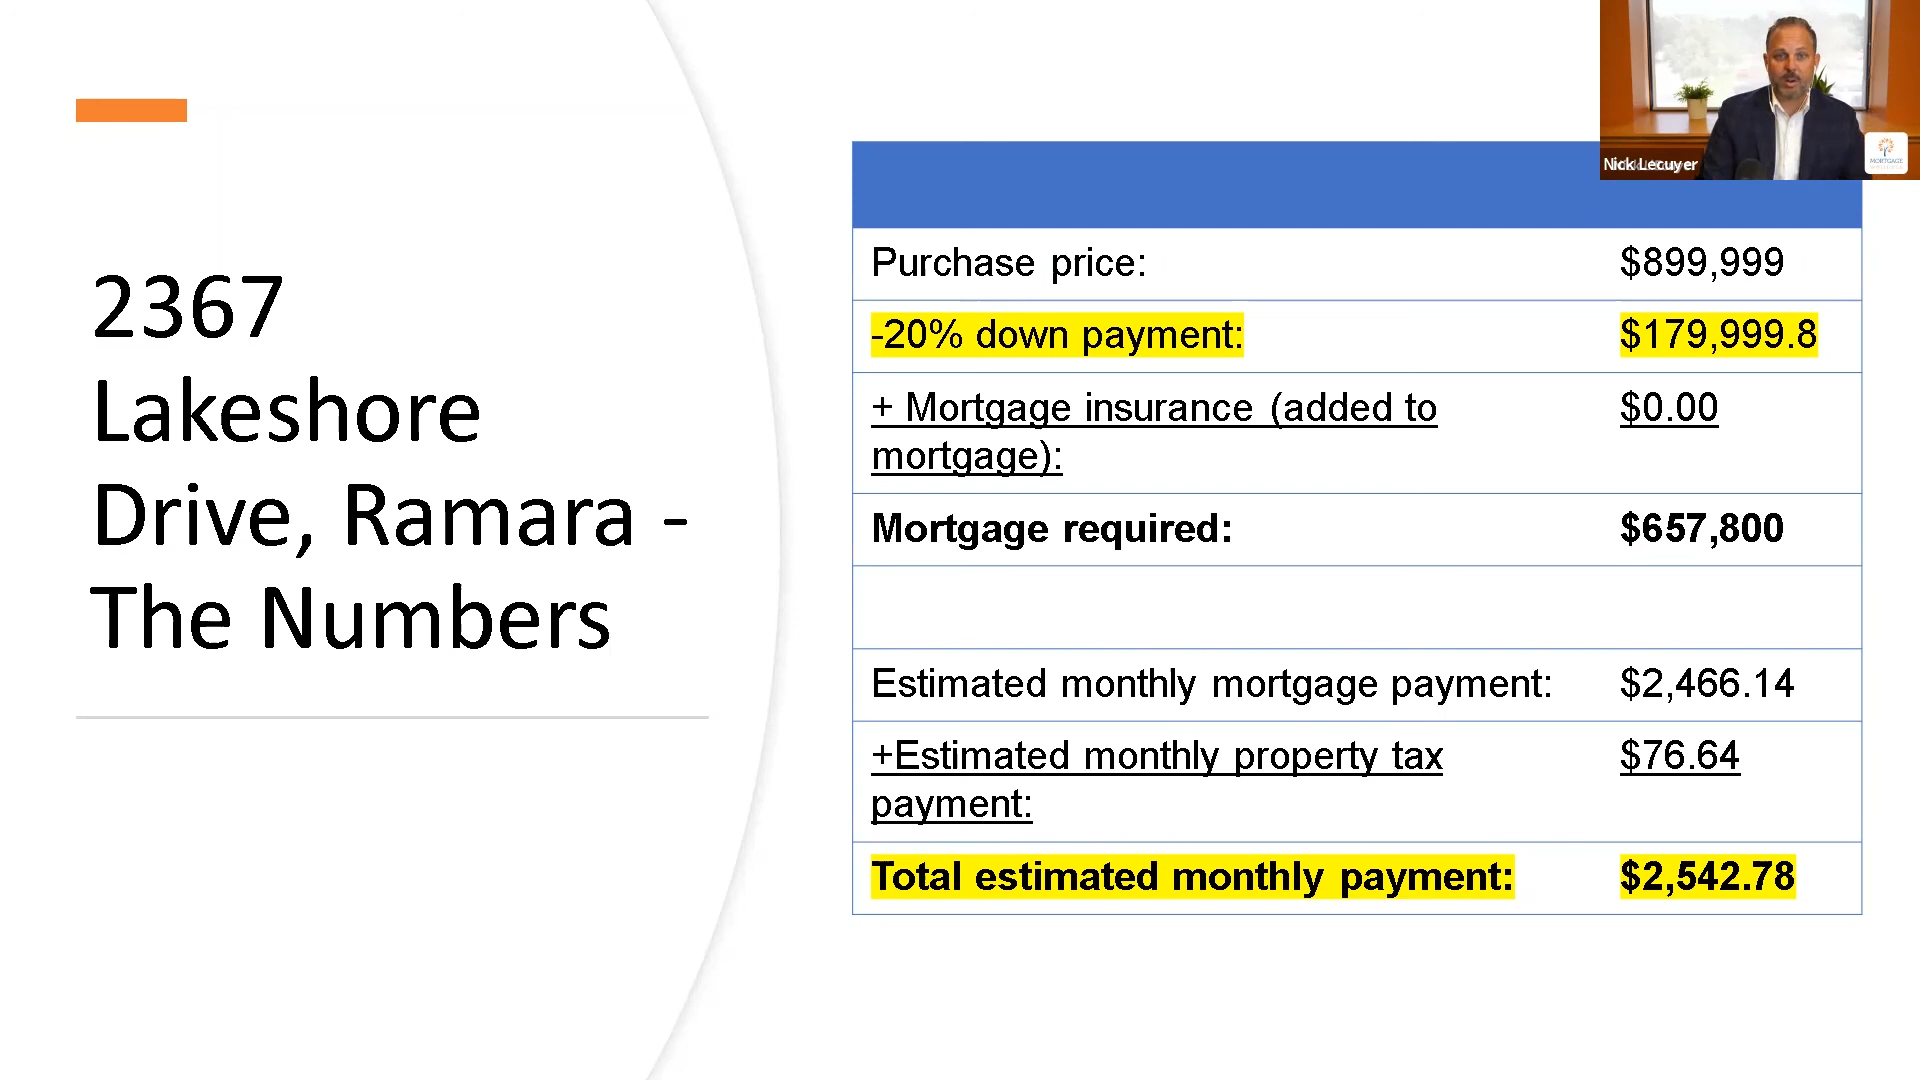 2367
Lakeshore
Drive, Ramara -
The Numbers
Purchase price: $899,999
-20% down payment: $179,999.8
+ Mortgage insurance (added to $0.00
mortgage):
Mortgage required: $657,800
Estimated monthly mortgage payment: $2,466.14
+Estimated monthly property tax $76.64
payment:
Total estimated monthly payment: $2,542.78
Nick Lecuyer
MORTGAGE